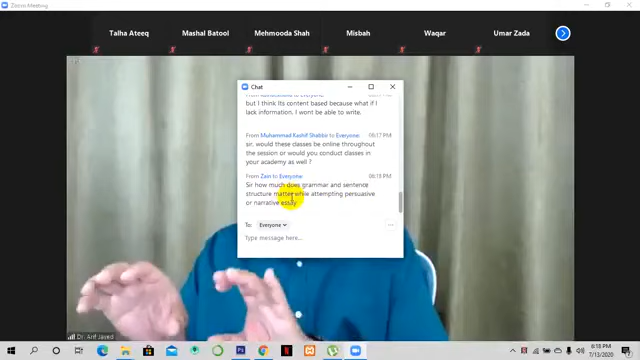 Zoom Meeting
Talha Ateeq
Mashal Batool
Mehmooda Shah
Misbah
Waqar
Umar Zada
Chat
but I think Its content based because what if I
lack information. I wont be able to write.
From Muhammad Kashif Shabbir to Everyone: 06:17 PM
sir, would these classes be online throughout
the session or would you conduct classes in
your academy as well ?
From Zain to Everyone: 06:18 PM
Sir how much does grammar and sentence
structure matter while attempting persuasive
or narrative essay
To: Everyone
Type message here...
Dr. Arif Javed
6:18 PM
7/13/2020